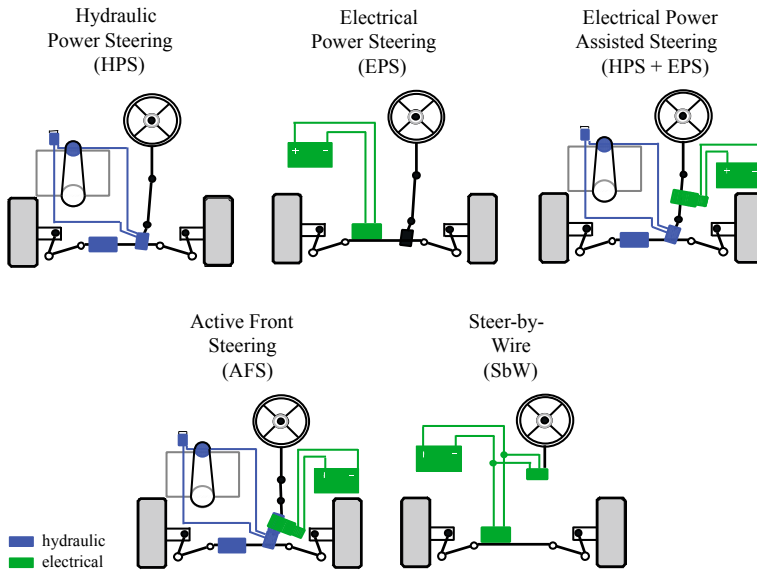 Hydraulic
Power Steering
(HPS)
Electrical
Power Steering
(EPS)
Electrical Power
Assisted Steering
(HPS + EPS)
+ -
+ -
Active Front
Steering
(AFS)
Steer-by-
Wire
(SbW)
hydraulic
electrical